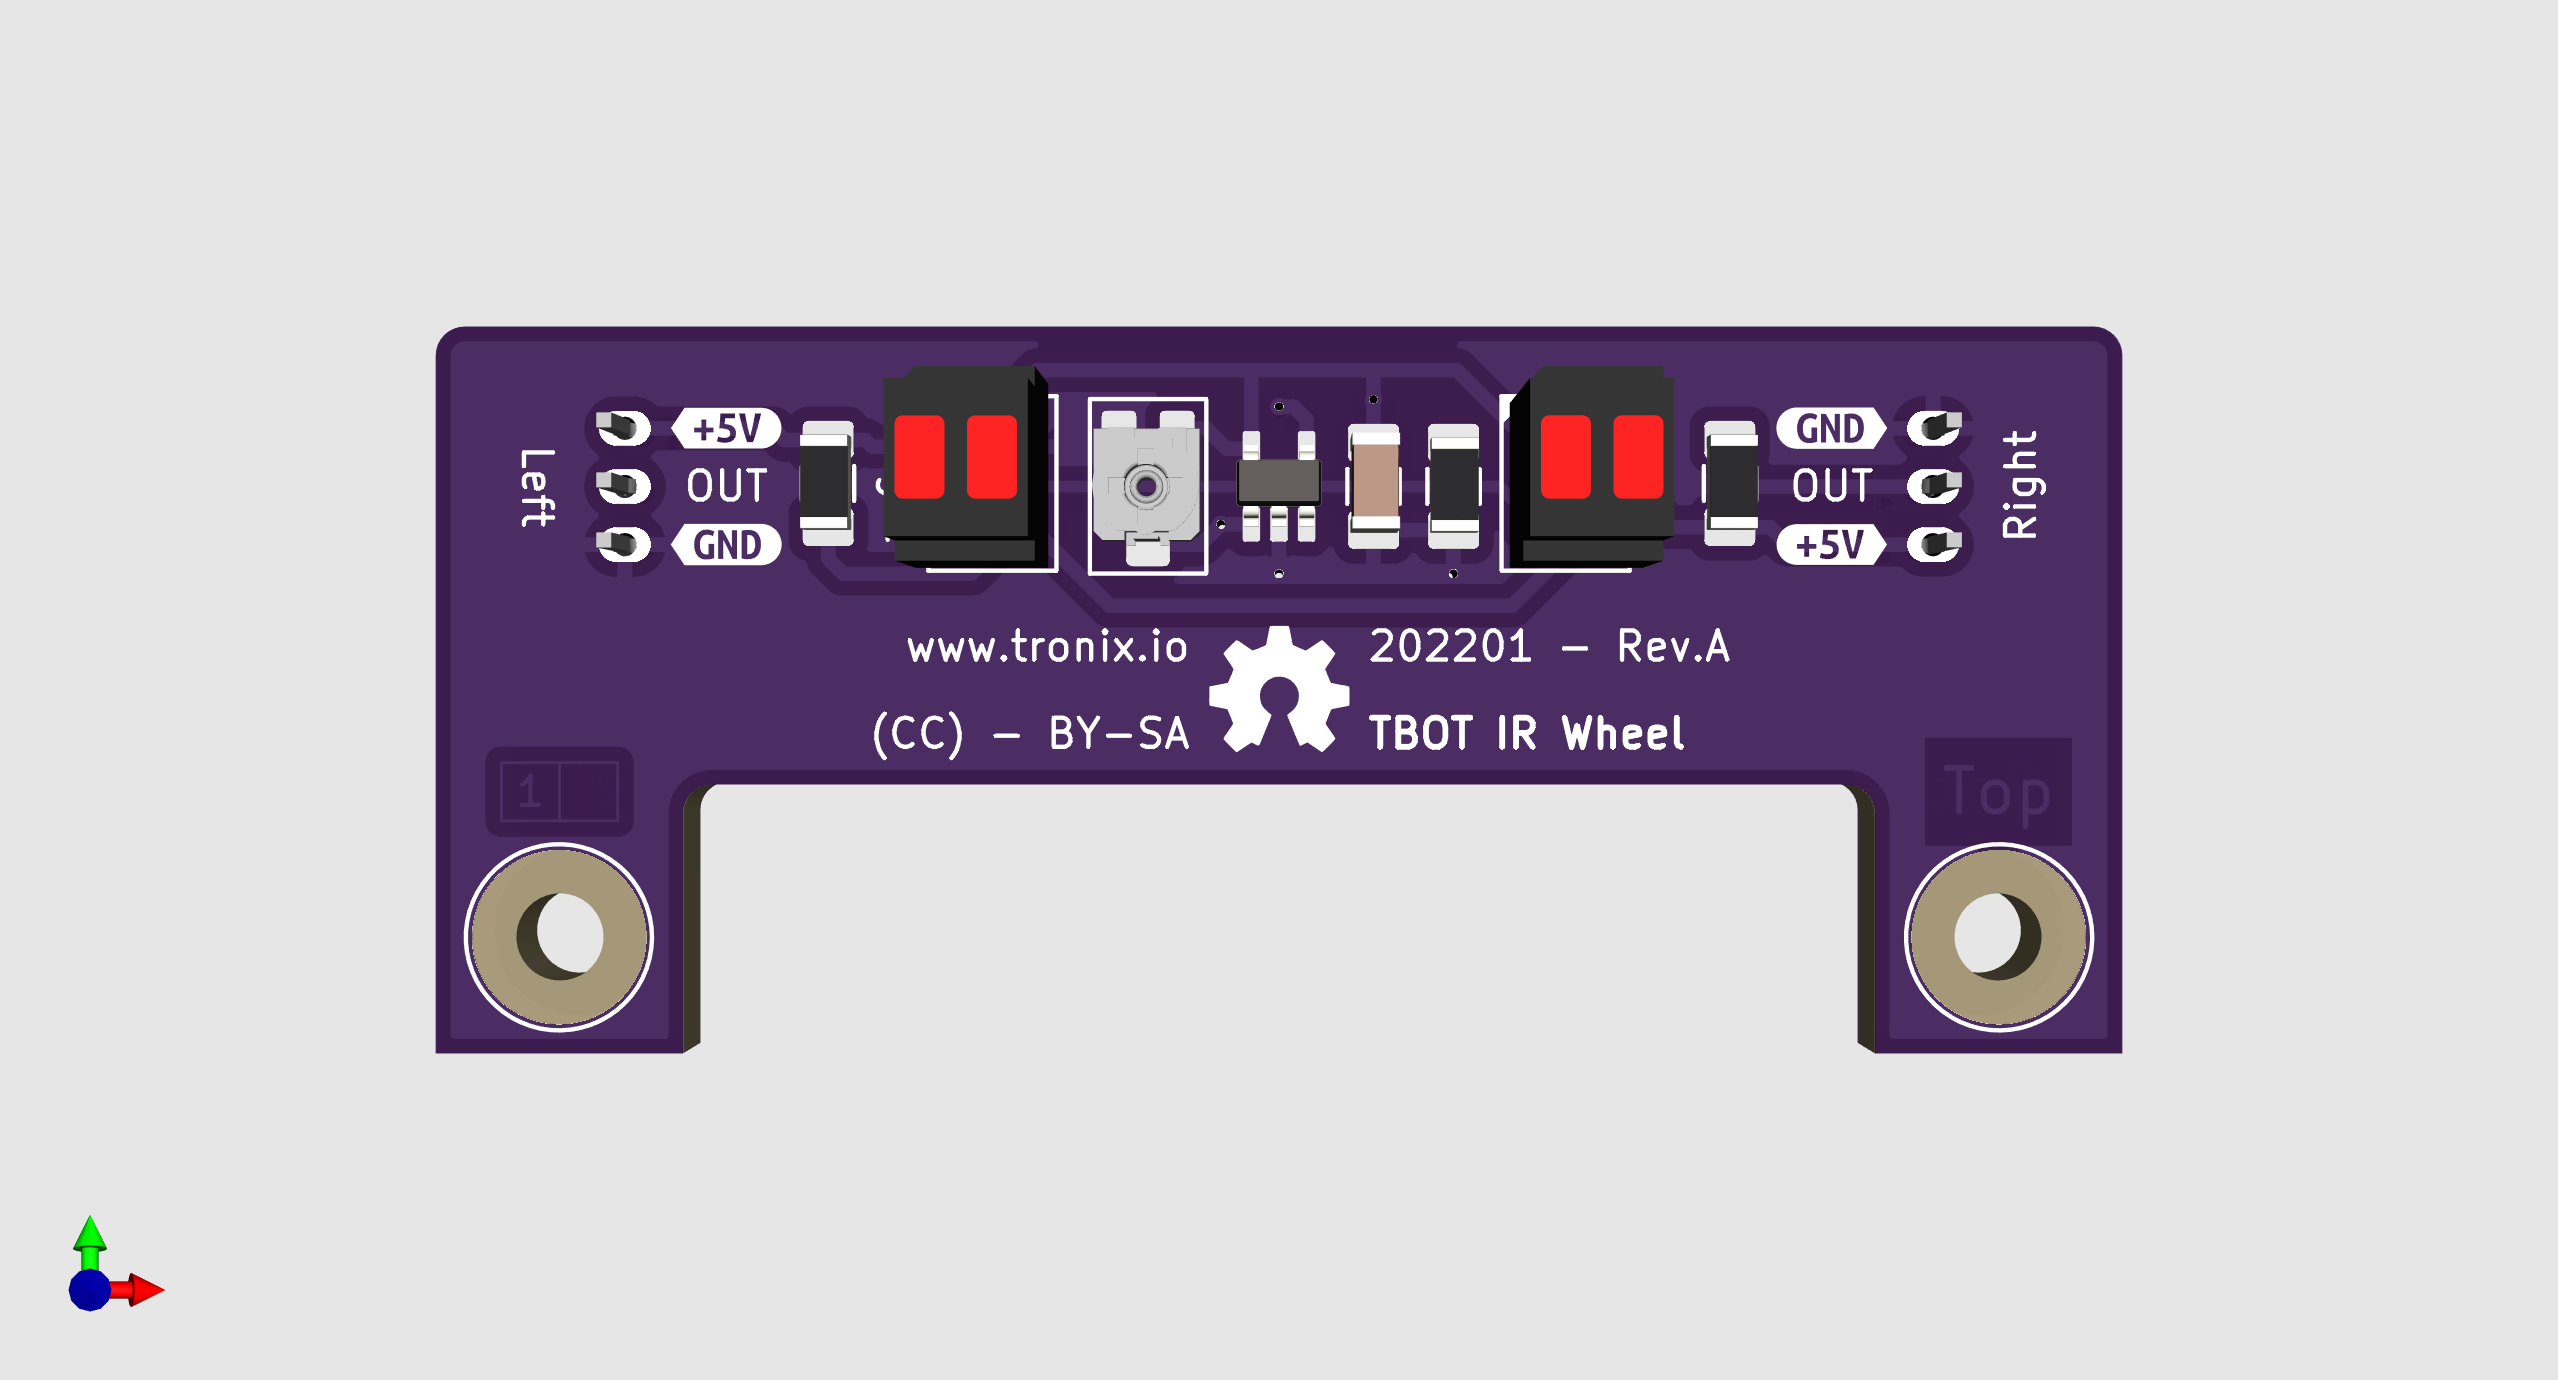 Left
+5V
OUT
GND
GND
OUT
+5V
Right
www.tronix.io
202201 - Rev.A
(CC) - BY-SA
TBOT IR Wheel
1
Top